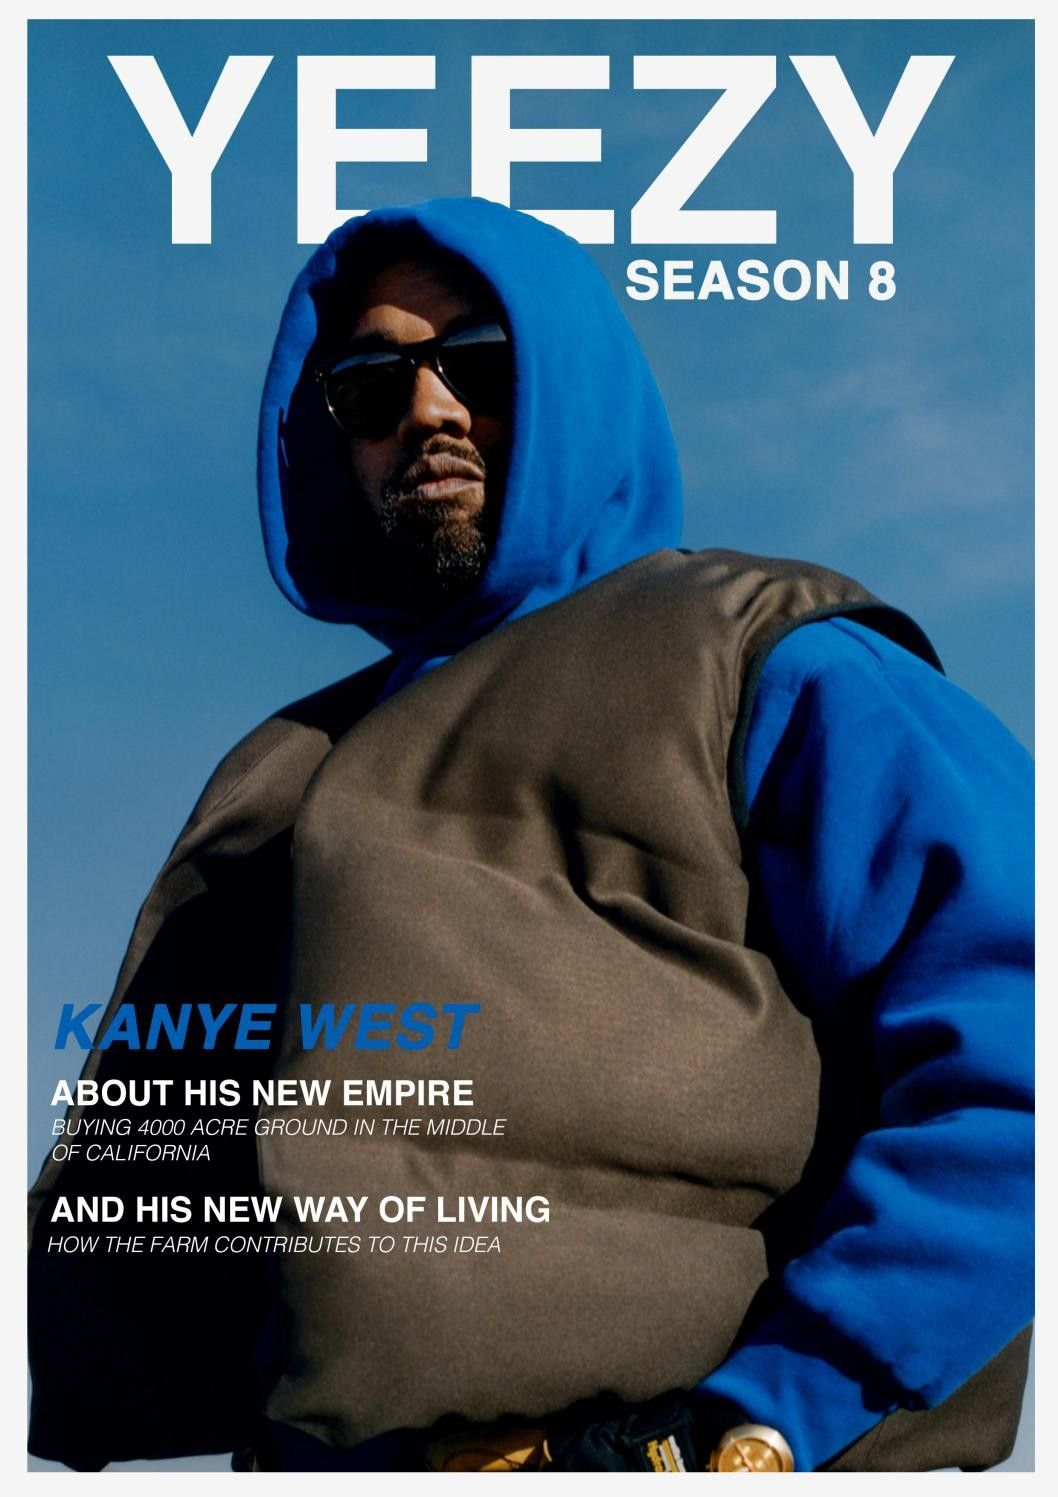 YEEZY
SEASON 8
KANYE WEST
ABOUT HIS NEW EMPIRE
BUYING 4000 ACRE GROUND IN THE MIDDLE
OF CALIFORNIA
AND HIS NEW WAY OF LIVING
HOW THE FARM CONTRIBUTES TO THIS IDEA